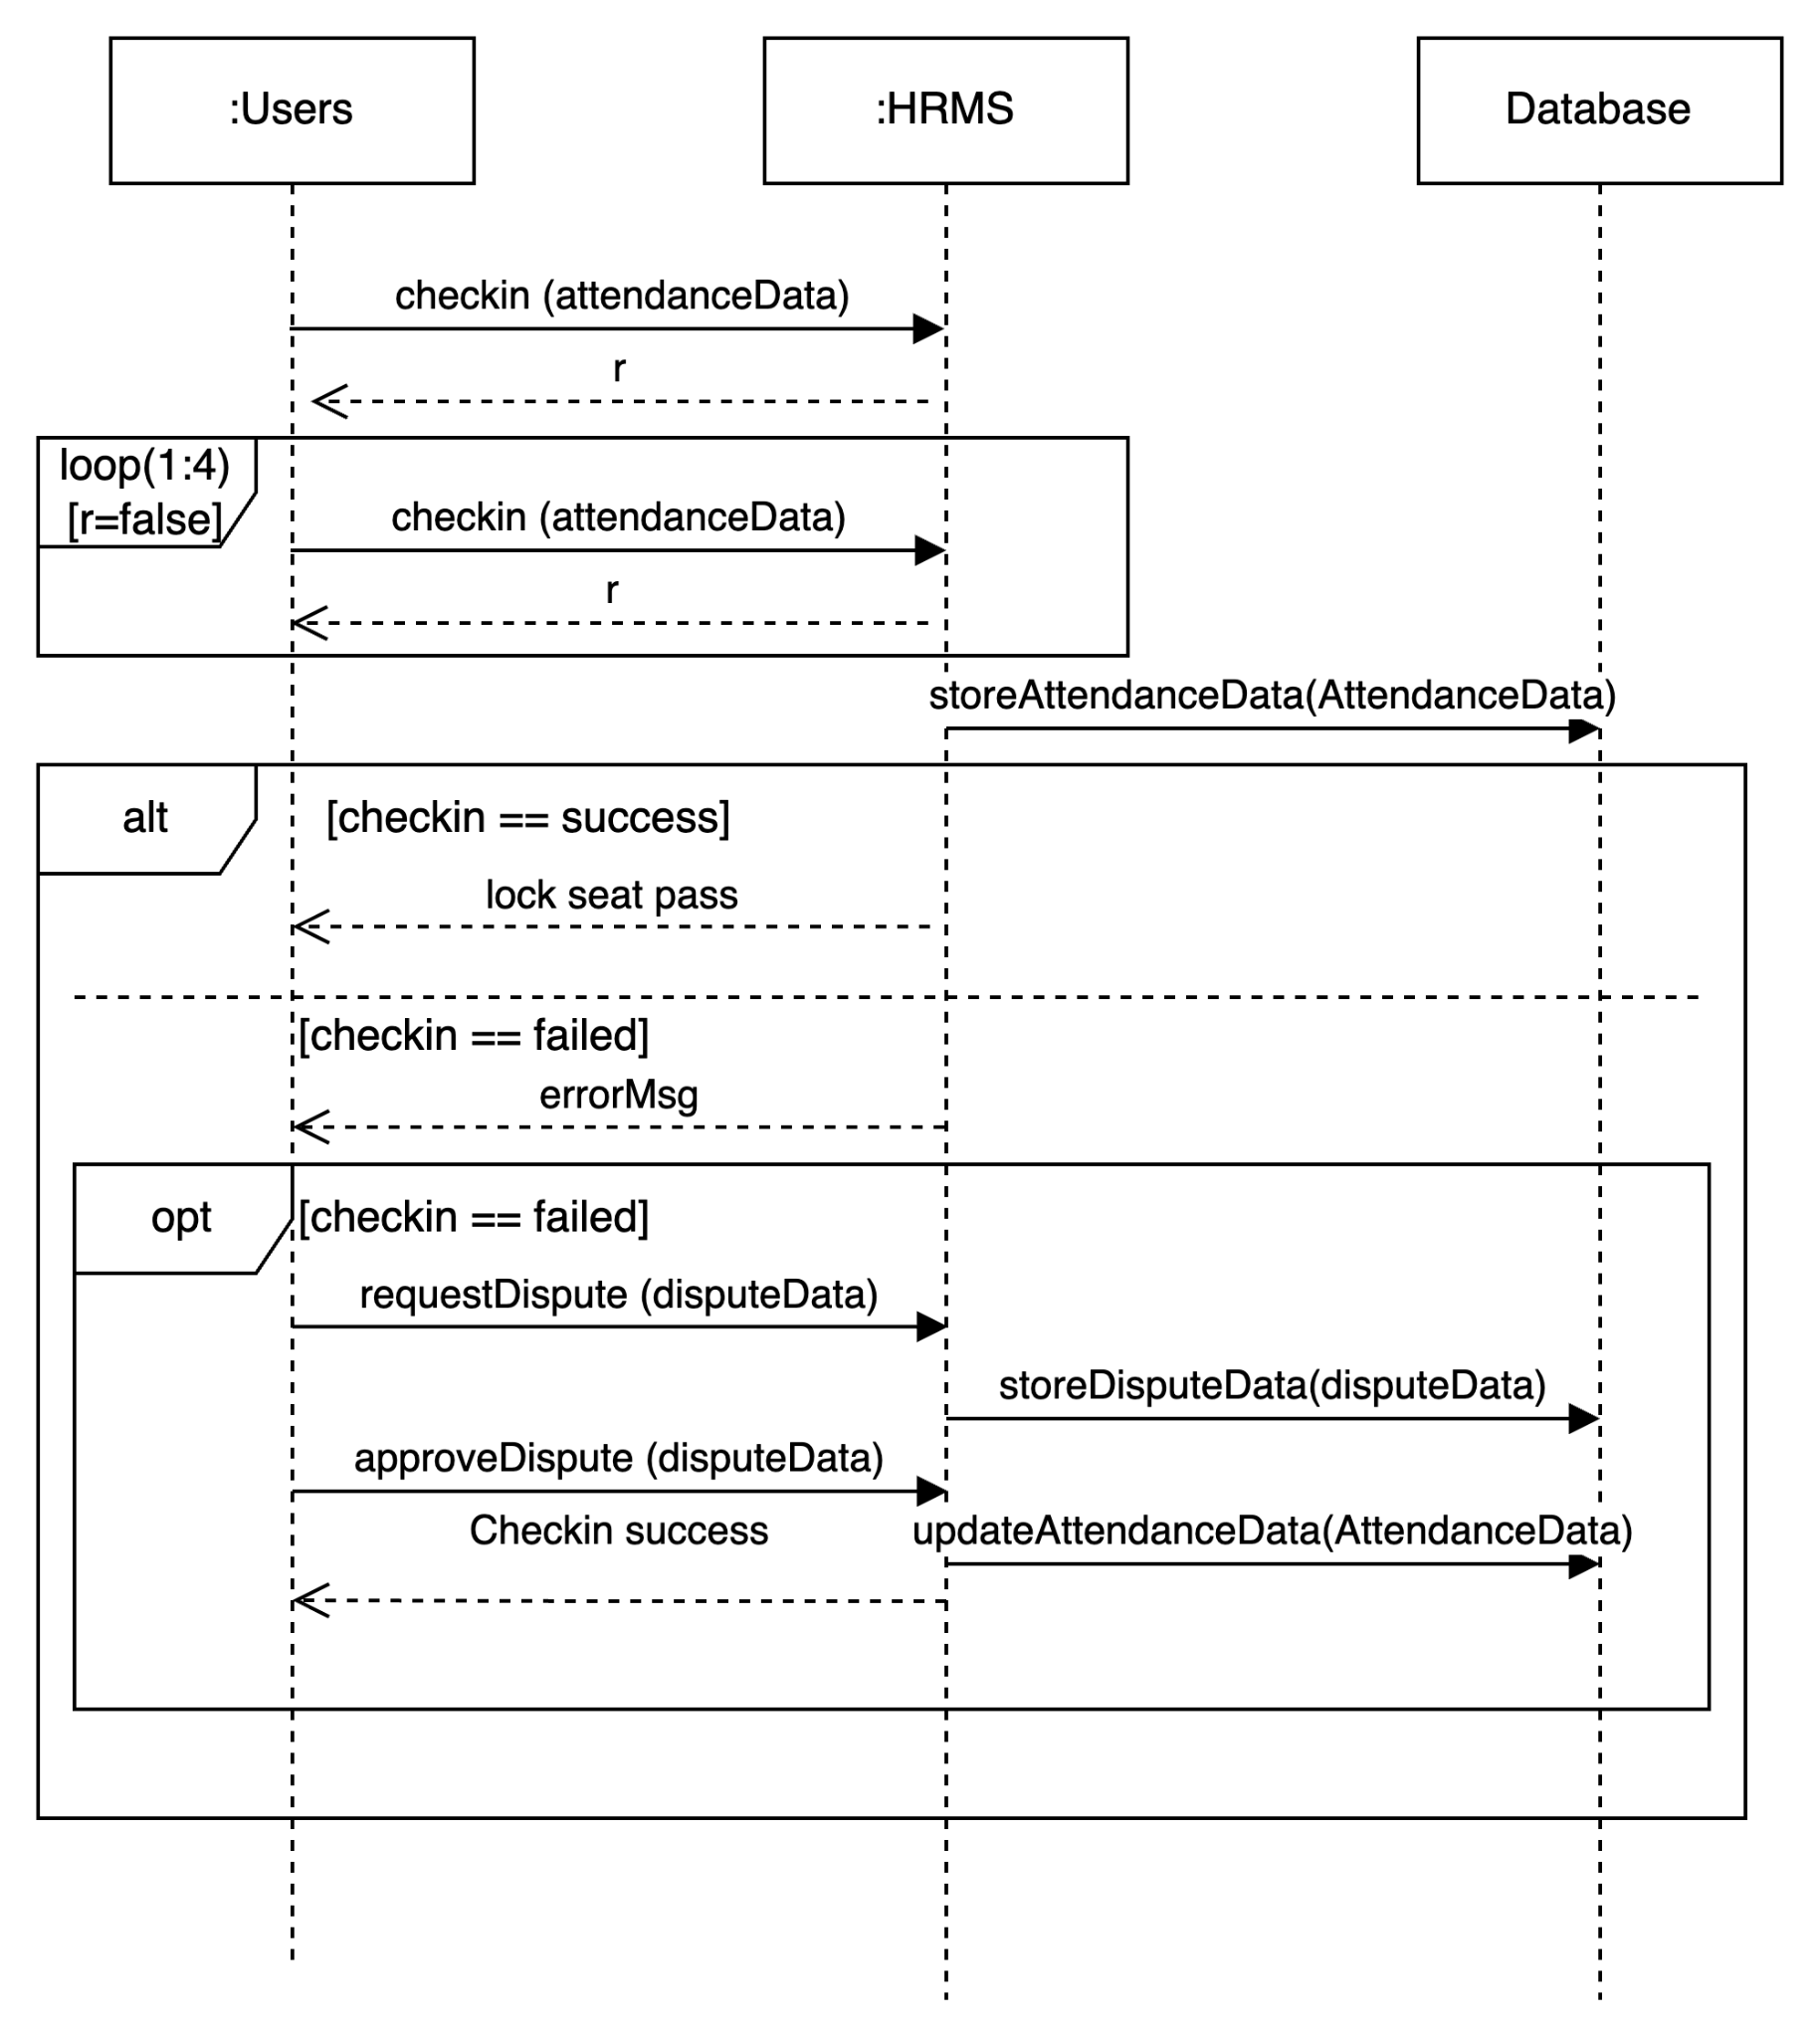 :Users
:HRMS
Database
checkin (attendanceData)
r
loop(1:4)
[r=false]
checkin (attendanceData)
r
storeAttendanceData(AttendanceData)
alt
[checkin == success]
lock seat pass
[checkin == failed]
errorMsg
opt
[checkin == failed]
requestDispute (disputeData)
storeDisputeData(disputeData)
approveDispute (disputeData)
Checkin success
updateAttendanceData(AttendanceData)